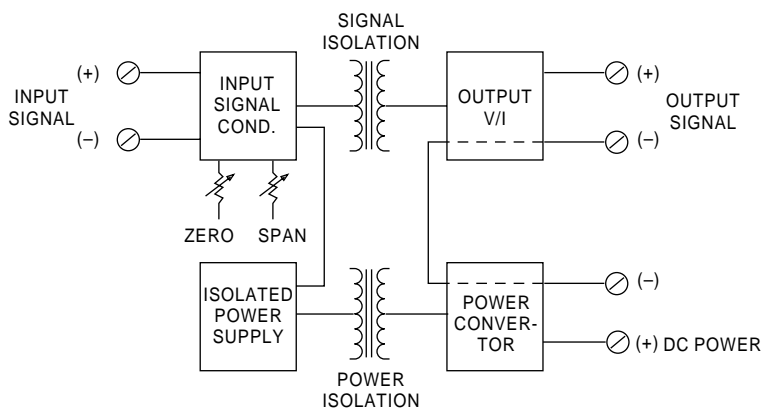 SIGNAL
ISOLATION
(+)
INPUT
SIGNAL
(–)
INPUT
SIGNAL
COND.
OUTPUT
V/I
(+)
OUTPUT
SIGNAL
(–)
ZERO
SPAN
ISOLATED
POWER
SUPPLY
POWER
CONVER-
TOR
(–)
(+) DC POWER
POWER
ISOLATION